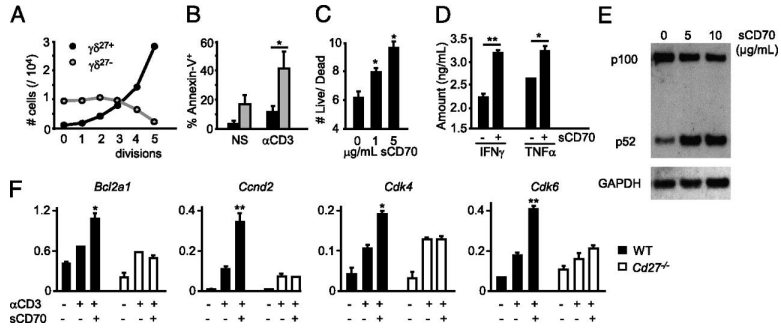 A
# cells (/ 10⁴)
3
2
1
0
γδ²⁷⁺
γδ²⁷⁻
0 1 2 3 4 5
divisions
B
% Annexin-V⁺
60
40
20
0
*
NS αCD3
C
# Live/ Dead
10
8
6
4
2
0
*
*
0 1 5
μg/mL sCD70
D
Amount (ng/mL)
3.5
3.0
2.5
2.0
1.5
**
*
- + - + sCD70
IFNγ TNFα
E
sCD70
(μg/mL)
0 5 10
p100
p52
GAPDH
F
Bcl2a1
1.2
0.6
0
*
Ccnd2
0.4
0.2
0
**
Cdk4
0.2
0.1
0
*
Cdk6
0.4
0.2
0
**
WT
Cd27⁻/⁻
αCD3 - + + - + + - + + - + + - + + - + + - + + - + +
sCD70 - - + - - + - - + - - + - - + - - + - - + - - +